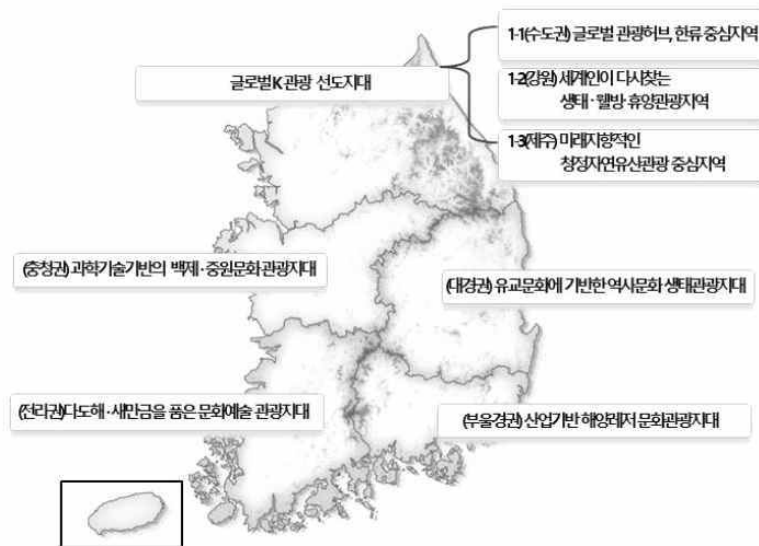 1-1(수도권) 글로벌 관광허브, 한류 중심지역
글로벌 K 관광 선도지대
1-2(강원) 세계인이 다시찾는
생태·웰빙·휴양관광지역
1-3(제주) 미래지향적인
청정자연유산관광 중심지역
(충청권) 과학기술기반의 백제·중원문화 관광지대
(대경권) 유교문화에 기반한 역사문화 생태관광지대
(전라권)다도해·새만금을 품은 문화예술 관광지대
(부울경권) 산업기반 해양레저 문화관광지대